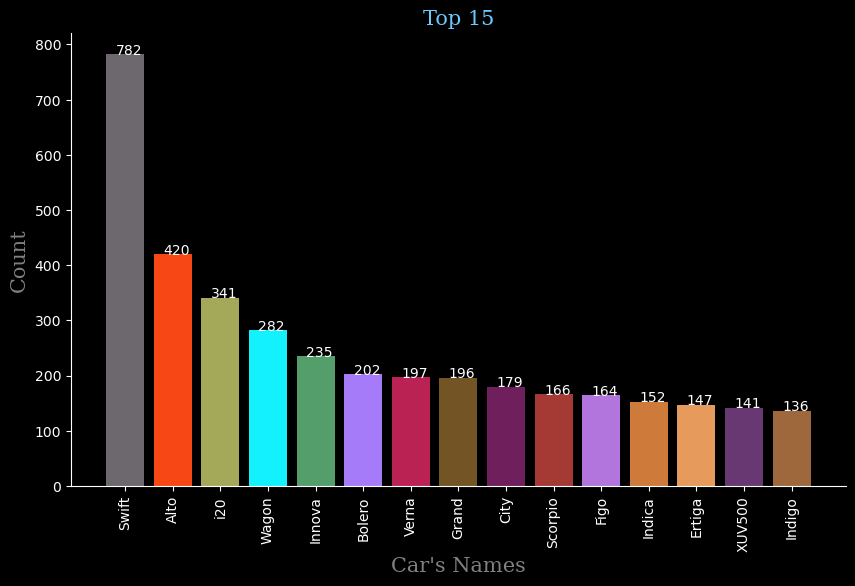 Top 15
Count
800
700
600
500
400
300
200
100
0
782
420
341
282
235
202
197
196
179
166
164
152
147
141
136
Swift
Alto
i20
Wagon
Innova
Bolero
Verna
Grand
City
Scorpio
Figo
Indica
Ertiga
XUV500
Indigo
Car's Names